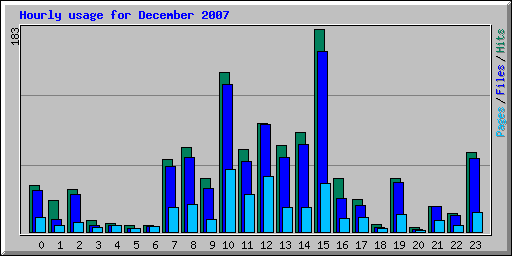 Hourly usage for December 2007
183
Pages / Files / Hits
0 1 2 3 4 5 6 7 8 9 10 11 12 13 14 15 16 17 18 19 20 21 22 23